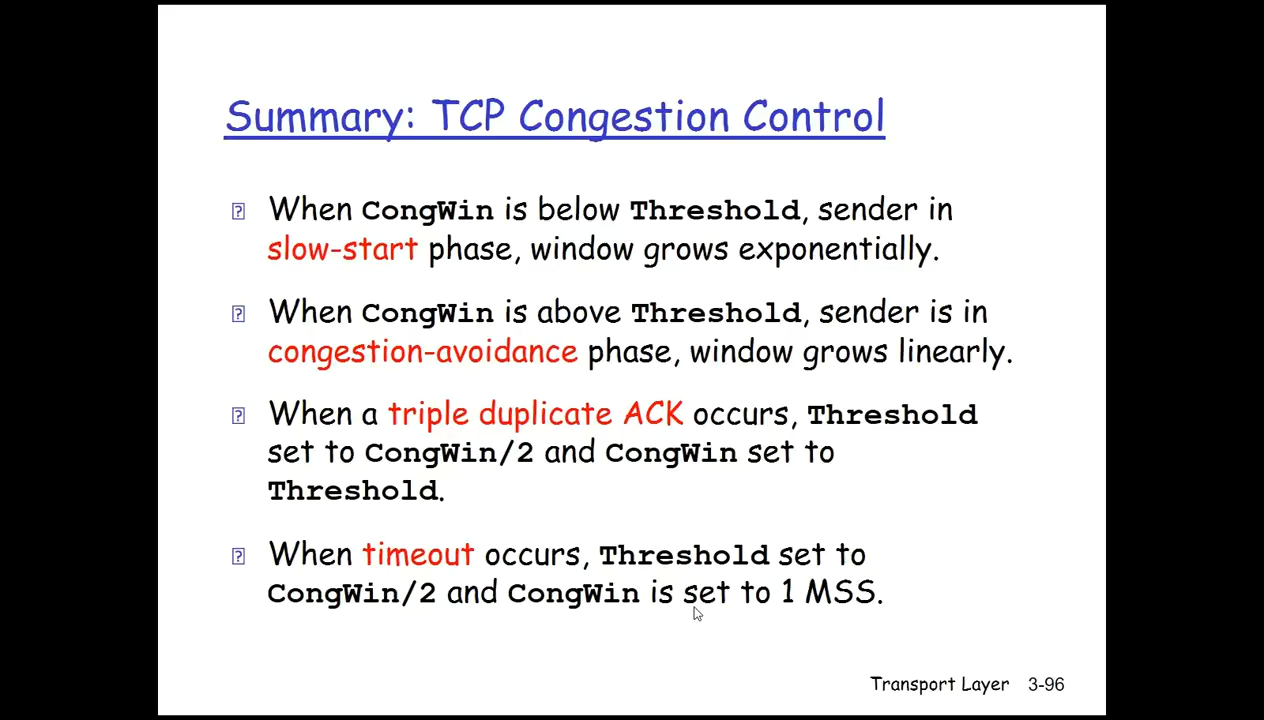 Summary: TCP Congestion Control
When CongWin is below Threshold, sender in
slow-start phase, window grows exponentially.
When CongWin is above Threshold, sender is in
congestion-avoidance phase, window grows linearly.
When a triple duplicate ACK occurs, Threshold
set to CongWin/2 and CongWin set to
Threshold.
When timeout occurs, Threshold set to
CongWin/2 and CongWin is set to 1 MSS.
Transport Layer 3-96